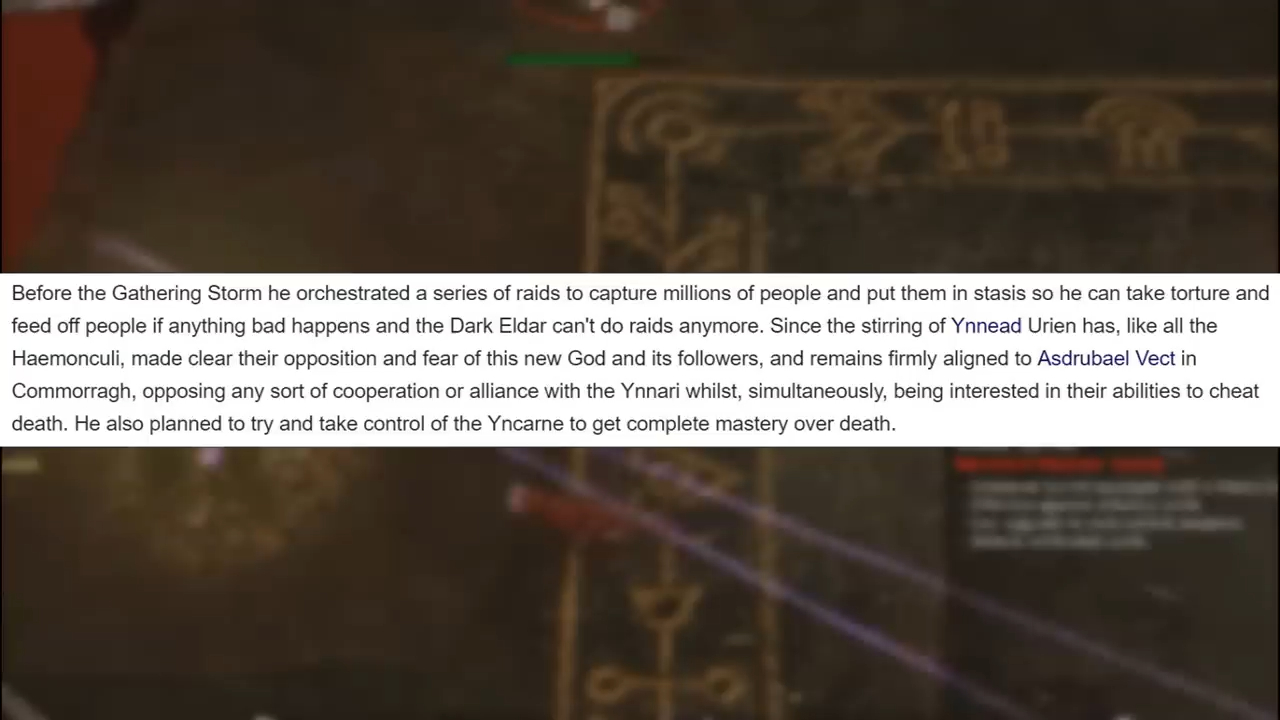 Before the Gathering Storm he orchestrated a series of raids to capture millions of people and put them in stasis so he can take torture and
feed off people if anything bad happens and the Dark Eldar can't do raids anymore. Since the stirring of Ynnead Urien has, like all the
Haemonculi, made clear their opposition and fear of this new God and its followers, and remains firmly aligned to Asdrubael Vect in
Commorragh, opposing any sort of cooperation or alliance with the Ynnari whilst, simultaneously, being interested in their abilities to cheat
death. He also planned to try and take control of the Yncarne to get complete mastery over death.